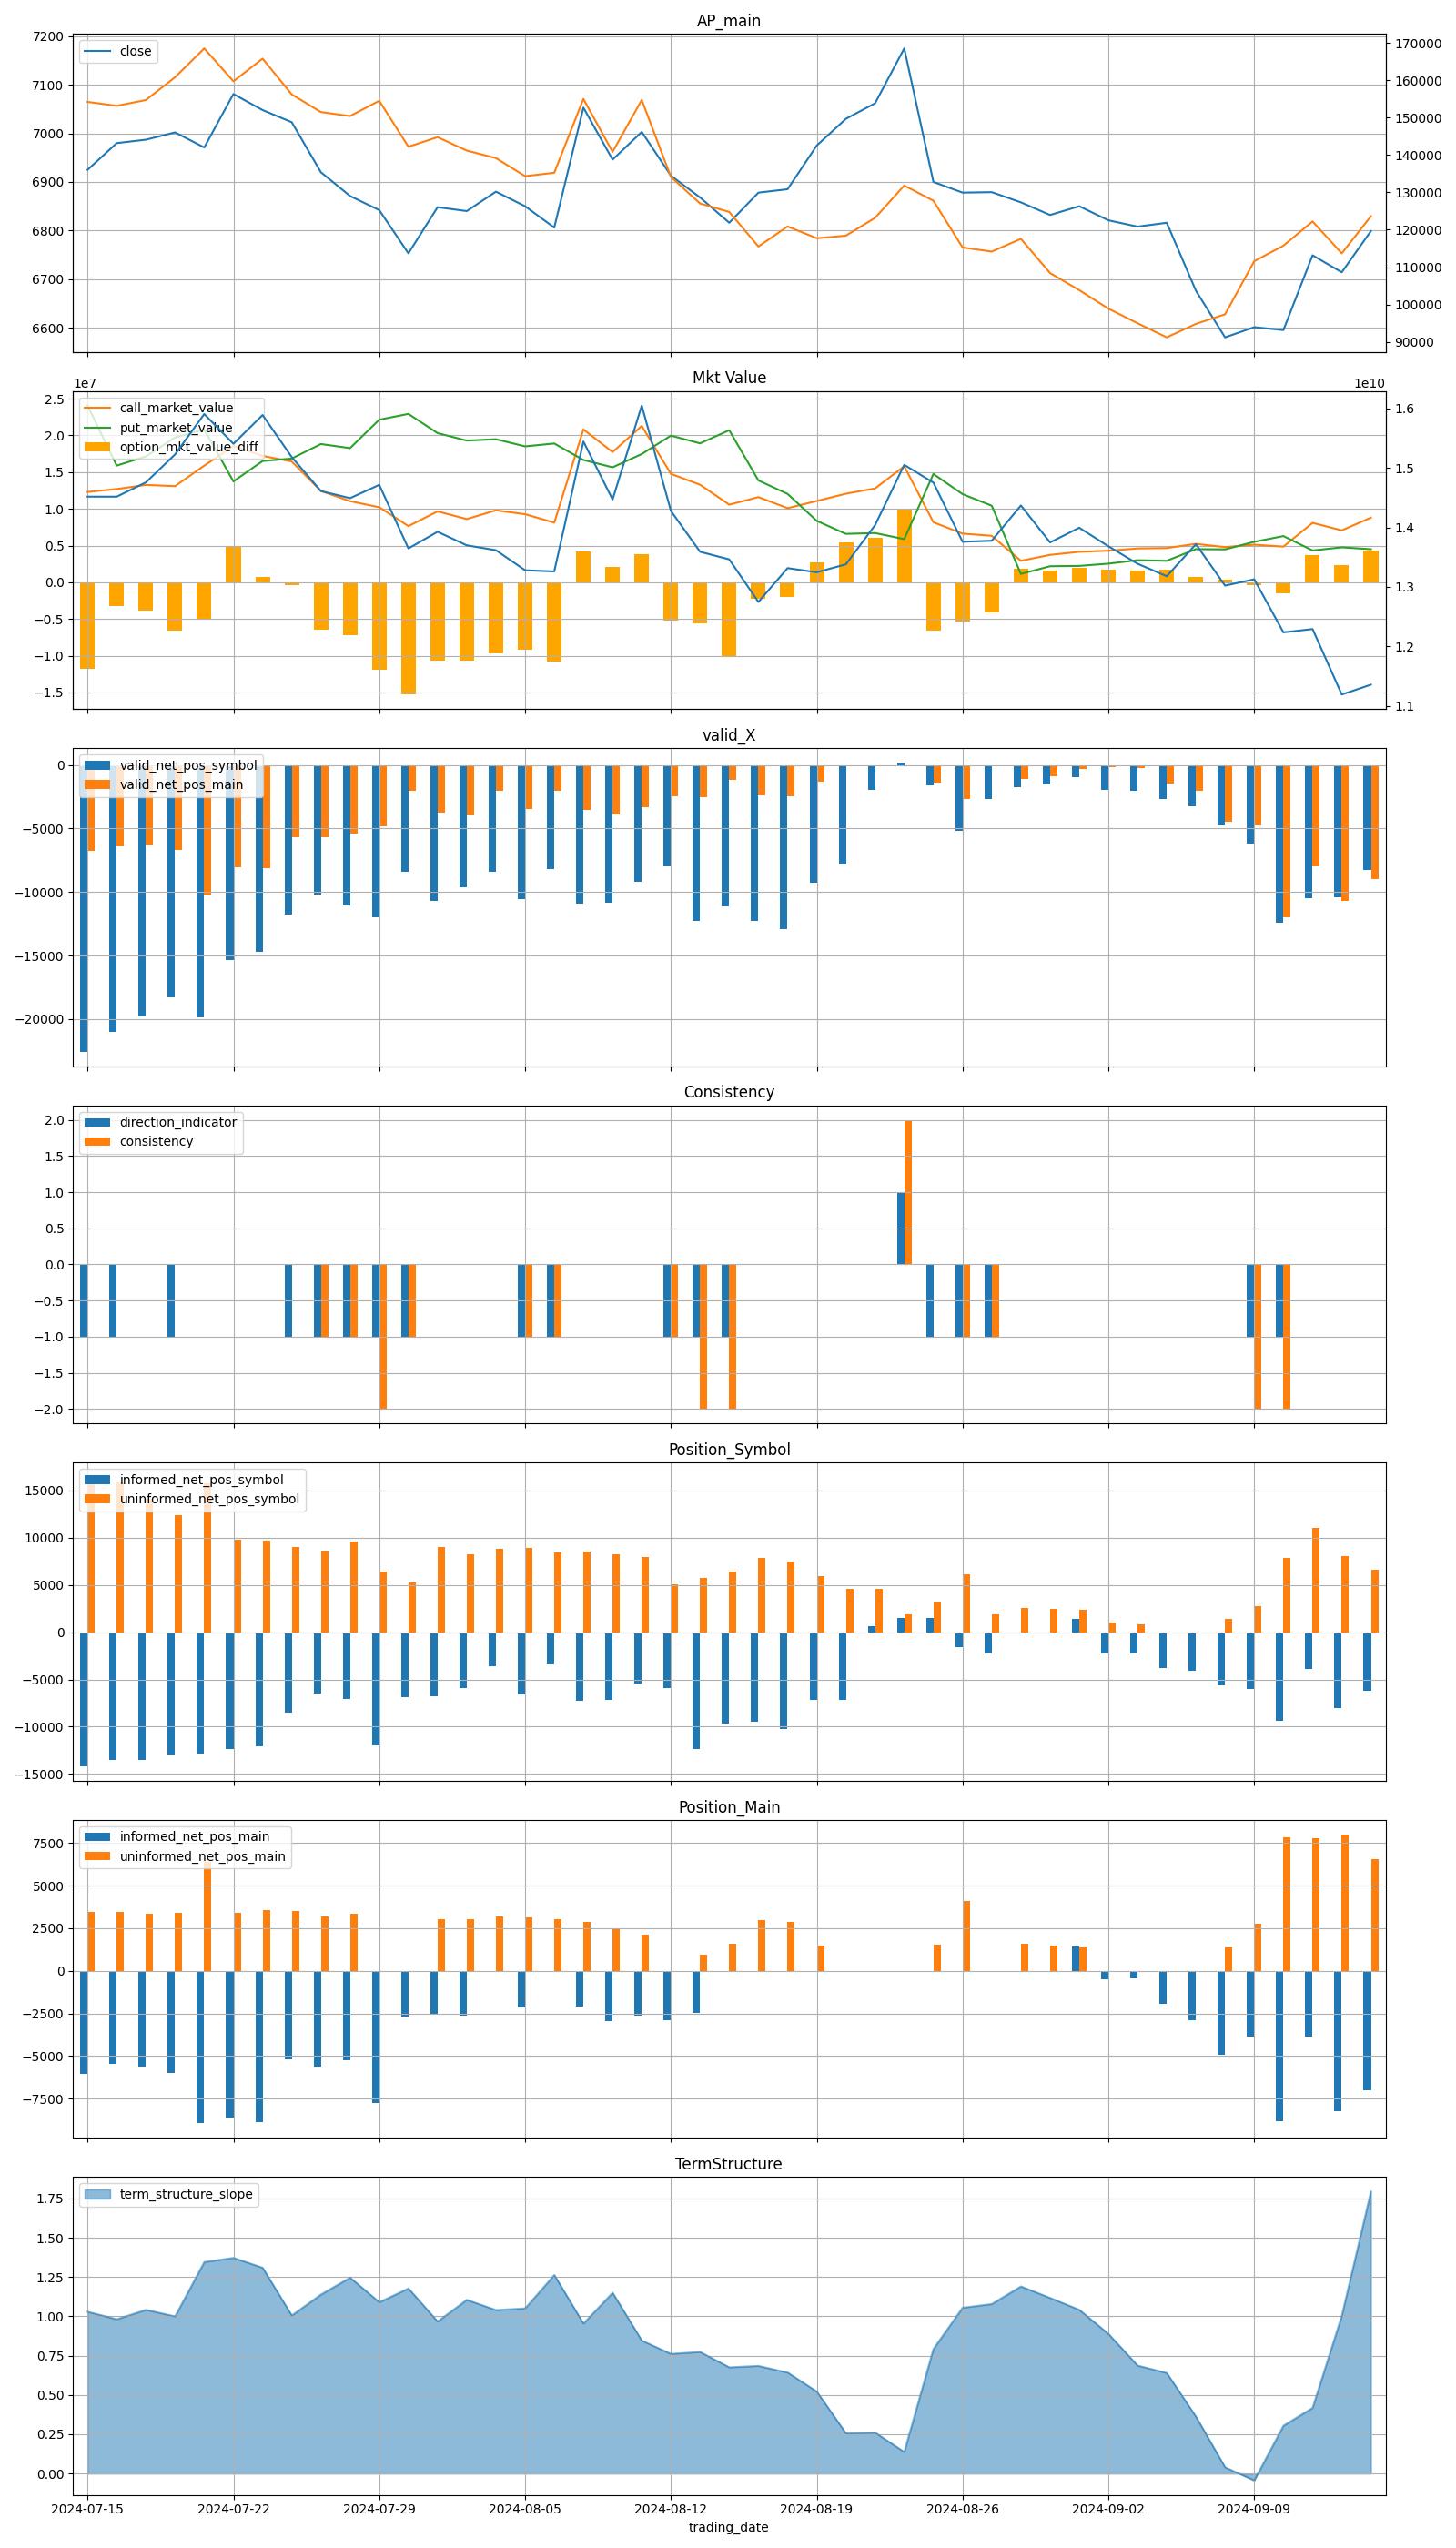 AP_main
7200
7100
7000
6900
6800
6700
6600
close
170000
160000
150000
140000
130000
120000
110000
100000
90000
Mkt Value
1e7
1e10
2.5
2.0
1.5
1.0
0.5
0.0
−0.5
−1.0
−1.5
call_market_value
put_market_value
option_mkt_value_diff
1.6
1.5
1.4
1.3
1.2
1.1
valid_X
0
−5000
−10000
−15000
−20000
valid_net_pos_symbol
valid_net_pos_main
Consistency
2.0
1.5
1.0
0.5
0.0
−0.5
−1.0
−1.5
−2.0
direction_indicator
consistency
Position_Symbol
15000
10000
5000
0
−5000
−10000
−15000
informed_net_pos_symbol
uninformed_net_pos_symbol
Position_Main
7500
5000
2500
0
−2500
−5000
−7500
informed_net_pos_main
uninformed_net_pos_main
TermStructure
1.75
1.50
1.25
1.00
0.75
0.50
0.25
0.00
term_structure_slope
2024-07-15 2024-07-22 2024-07-29 2024-08-05 2024-08-12 2024-08-19 2024-08-26 2024-09-02 2024-09-09
trading_date